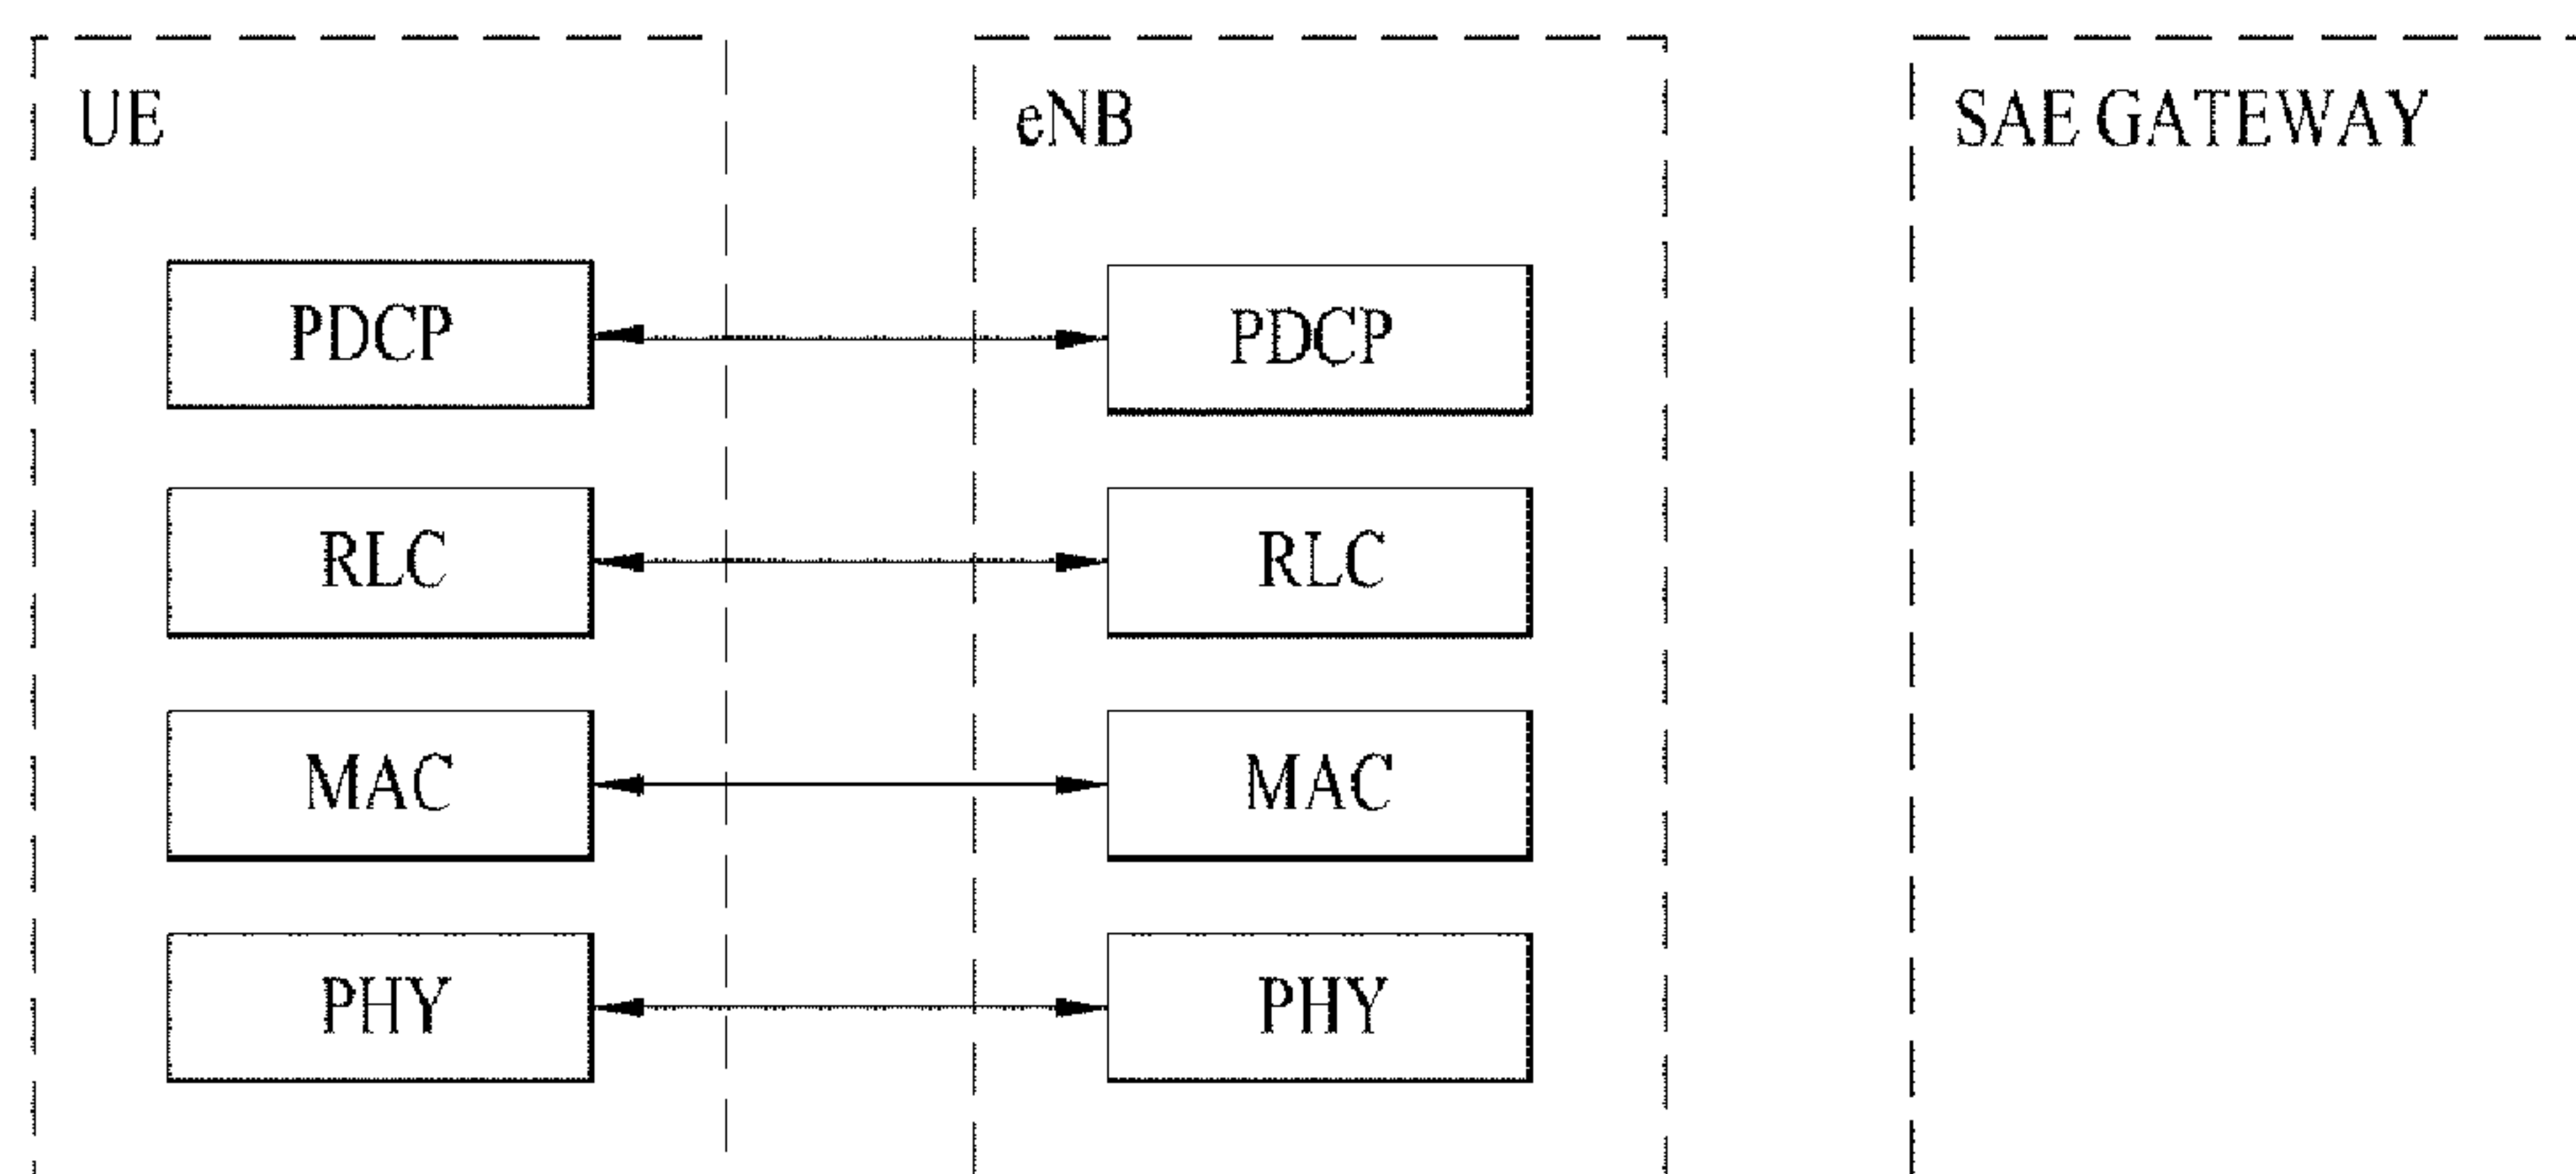 UE
eNB
SAE GATEWAY
PDCP
PDCP
RLC
RLC
MAC
MAC
PHY
PHY